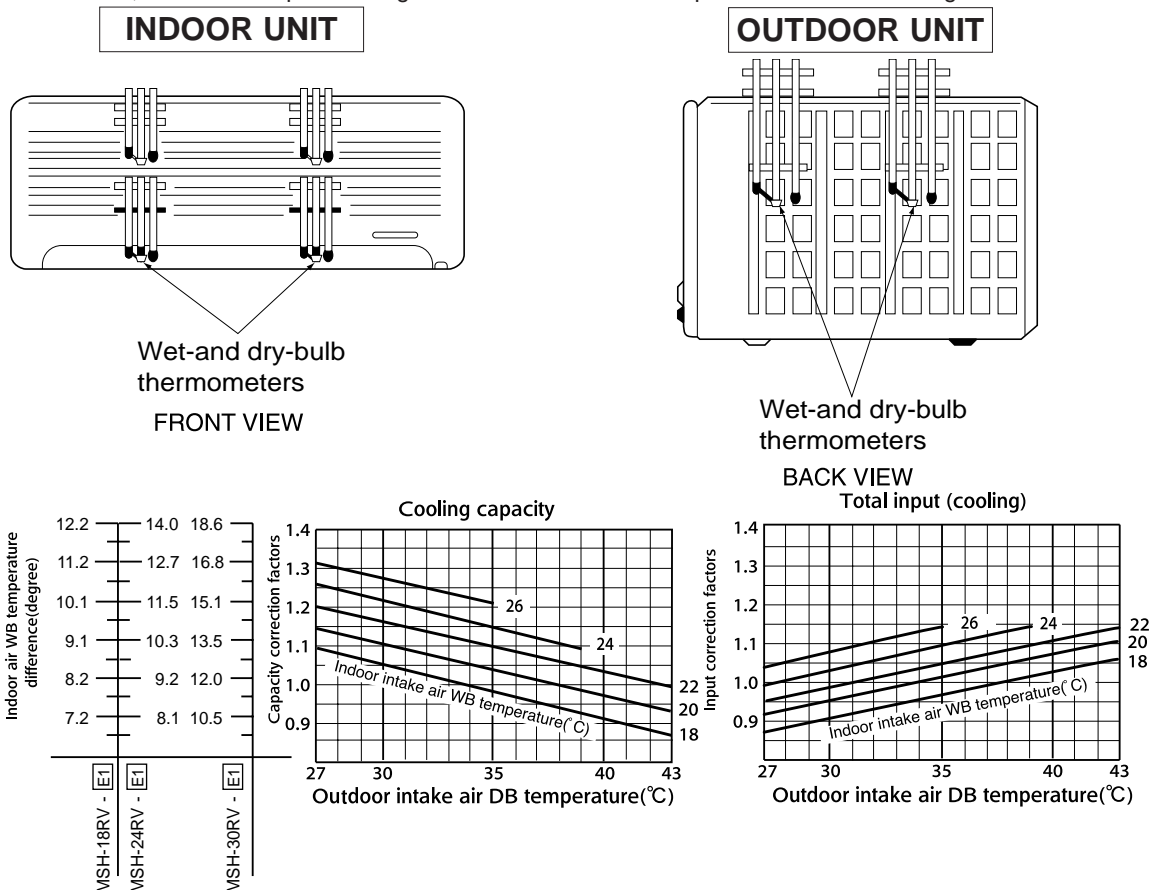 INDOOR UNIT
OUTDOOR UNIT
Wet-and dry-bulb
thermometers
FRONT VIEW
Wet-and dry-bulb
thermometers
BACK VIEW
Indoor air WB temperature
difference(degree)
12.2 14.0 18.6
11.2 12.7 16.8
10.1 11.5 15.1
9.1 10.3 13.5
8.2 9.2 12.0
7.2 8.1 10.5
MSH-18RV - E1
MSH-24RV - E1
MSH-30RV - E1
Cooling capacity
Capacity correction factors
1.4
1.3
1.2
1.1
1.0
0.9
26
24
22
20
18
Indoor intake air WB temperature(°C)
27 30 35 40 43
Outdoor intake air DB temperature(°C)
Total input (cooling)
Input correction factors
1.4
1.3
1.2
1.1
1.0
0.9
26 24 22
20
18
Indoor intake air WB temperature(°C)
27 30 35 40 43
Outdoor intake air DB temperature(°C)